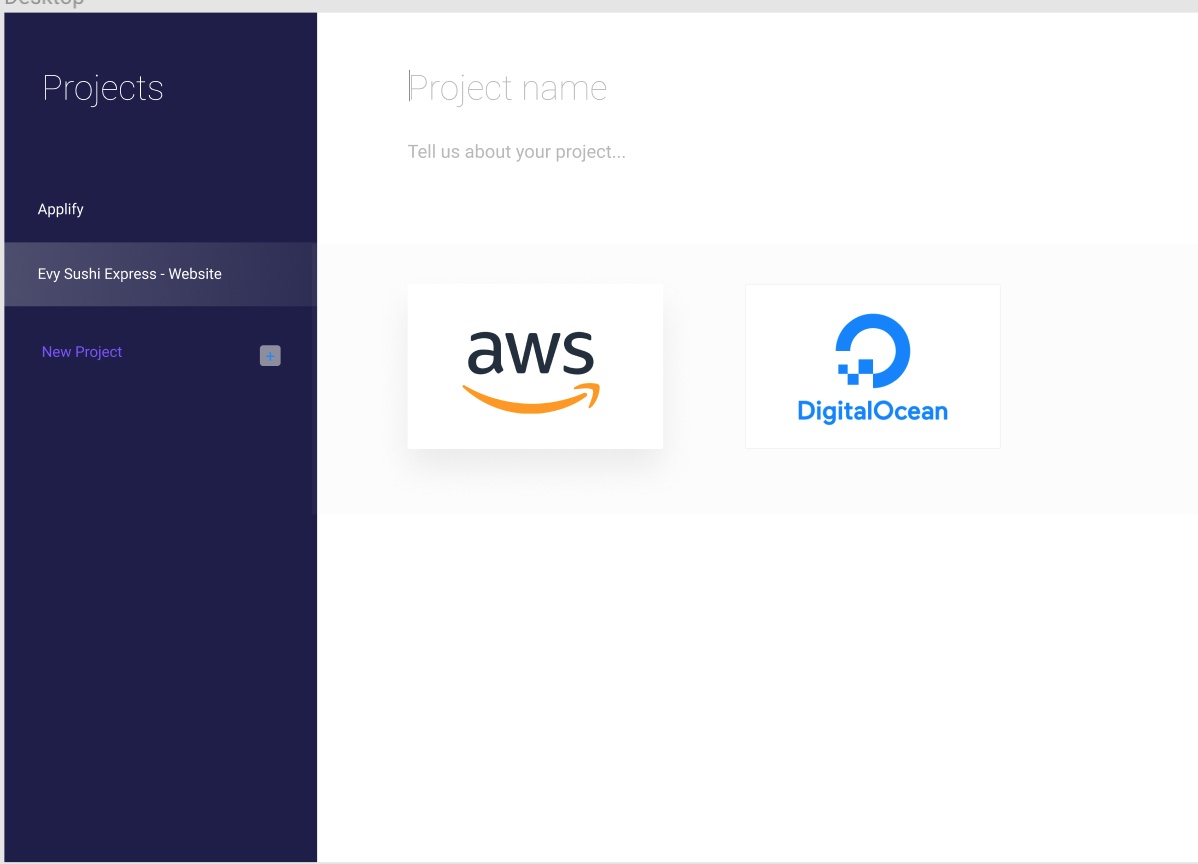 Desktop
Projects
Applify
Evy Sushi Express - Website
New Project
+
Project name
Tell us about your project...
aws
DigitalOcean